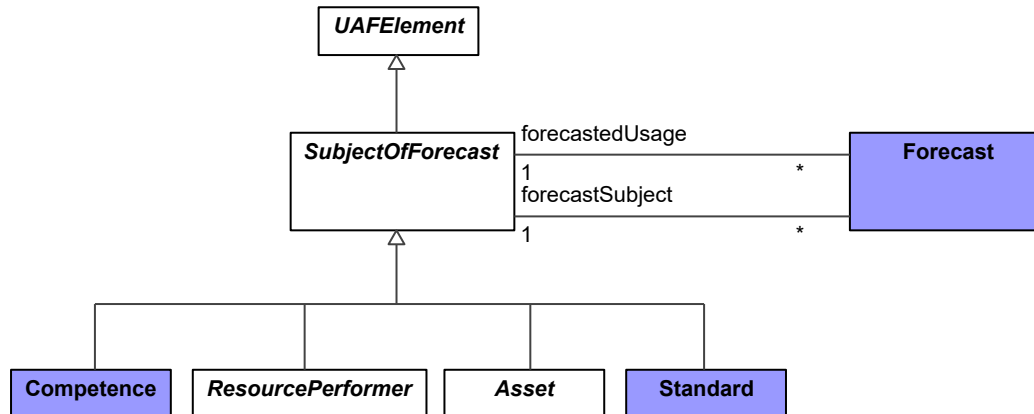 UAFElement
SubjectOfForecast
forecastedUsage
1
*
forecastSubject
1
*
Forecast
Competence
ResourcePerformer
Asset
Standard